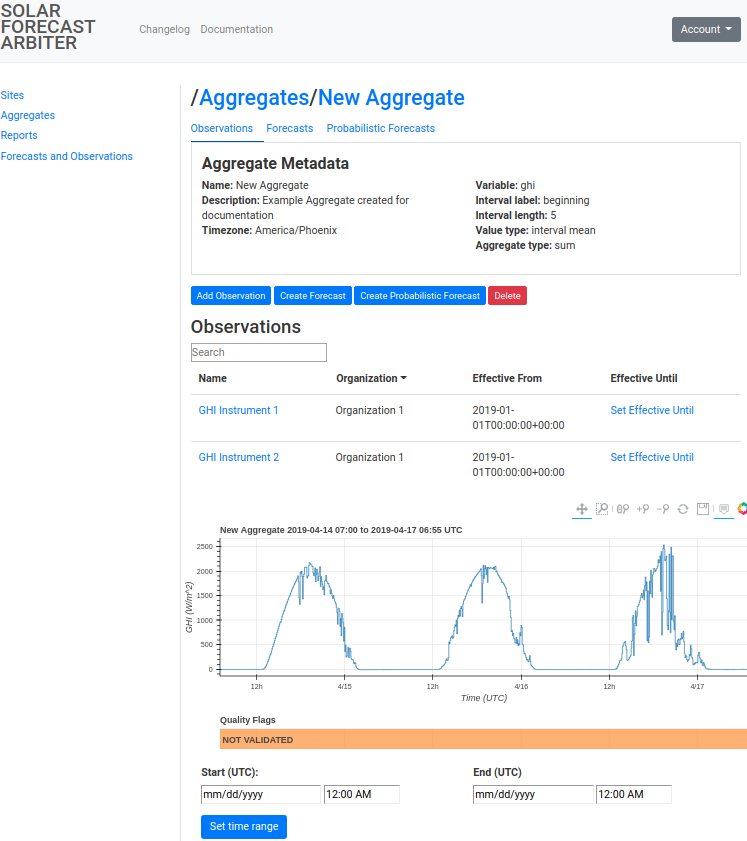 SOLAR
FORECAST
ARBITER
Changelog Documentation
Account
Sites
Aggregates
Reports
Forecasts and Observations
/Aggregates/New Aggregate
Observations Forecasts Probabilistic Forecasts
Aggregate Metadata
Name: New Aggregate
Description: Example Aggregate created for
documentation
Timezone: America/Phoenix
Variable: ghi
Interval label: beginning
Interval length: 5
Value type: interval mean
Aggregate type: sum
Add Observation Create Forecast Create Probabilistic Forecast Delete
Observations
Search
Name Organization Effective From Effective Until
GHI Instrument 1 Organization 1 2019-01-
01T00:00:00+00:00 Set Effective Until
GHI Instrument 2 Organization 1 2019-01-
01T00:00:00+00:00 Set Effective Until
New Aggregate 2019-04-14 07:00 to 2019-04-17 06:55 UTC
GHI (W/m^2)
2500
2000
1500
1000
500
0
12h 4/15 12h 4/16 12h 4/17
Time (UTC)
Quality Flags
NOT VALIDATED
Start (UTC): End (UTC)
mm/dd/yyyy 12:00 AM mm/dd/yyyy 12:00 AM
Set time range